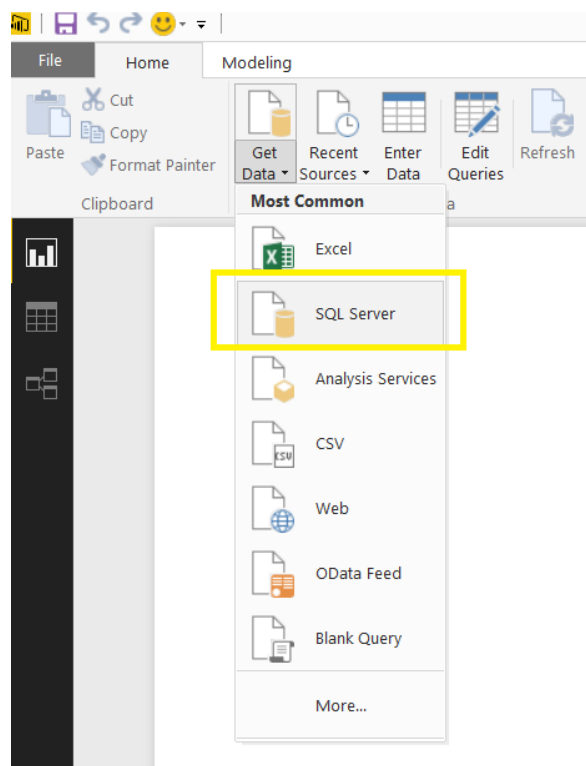 File Home Modeling
Cut
Copy
Format Painter
Paste
Get Data
Recent Sources
Enter Data
Edit Queries
Refresh
Clipboard
a
Most Common
Excel
SQL Server
Analysis Services
CSV
CSV
Web
OData Feed
Blank Query
More...